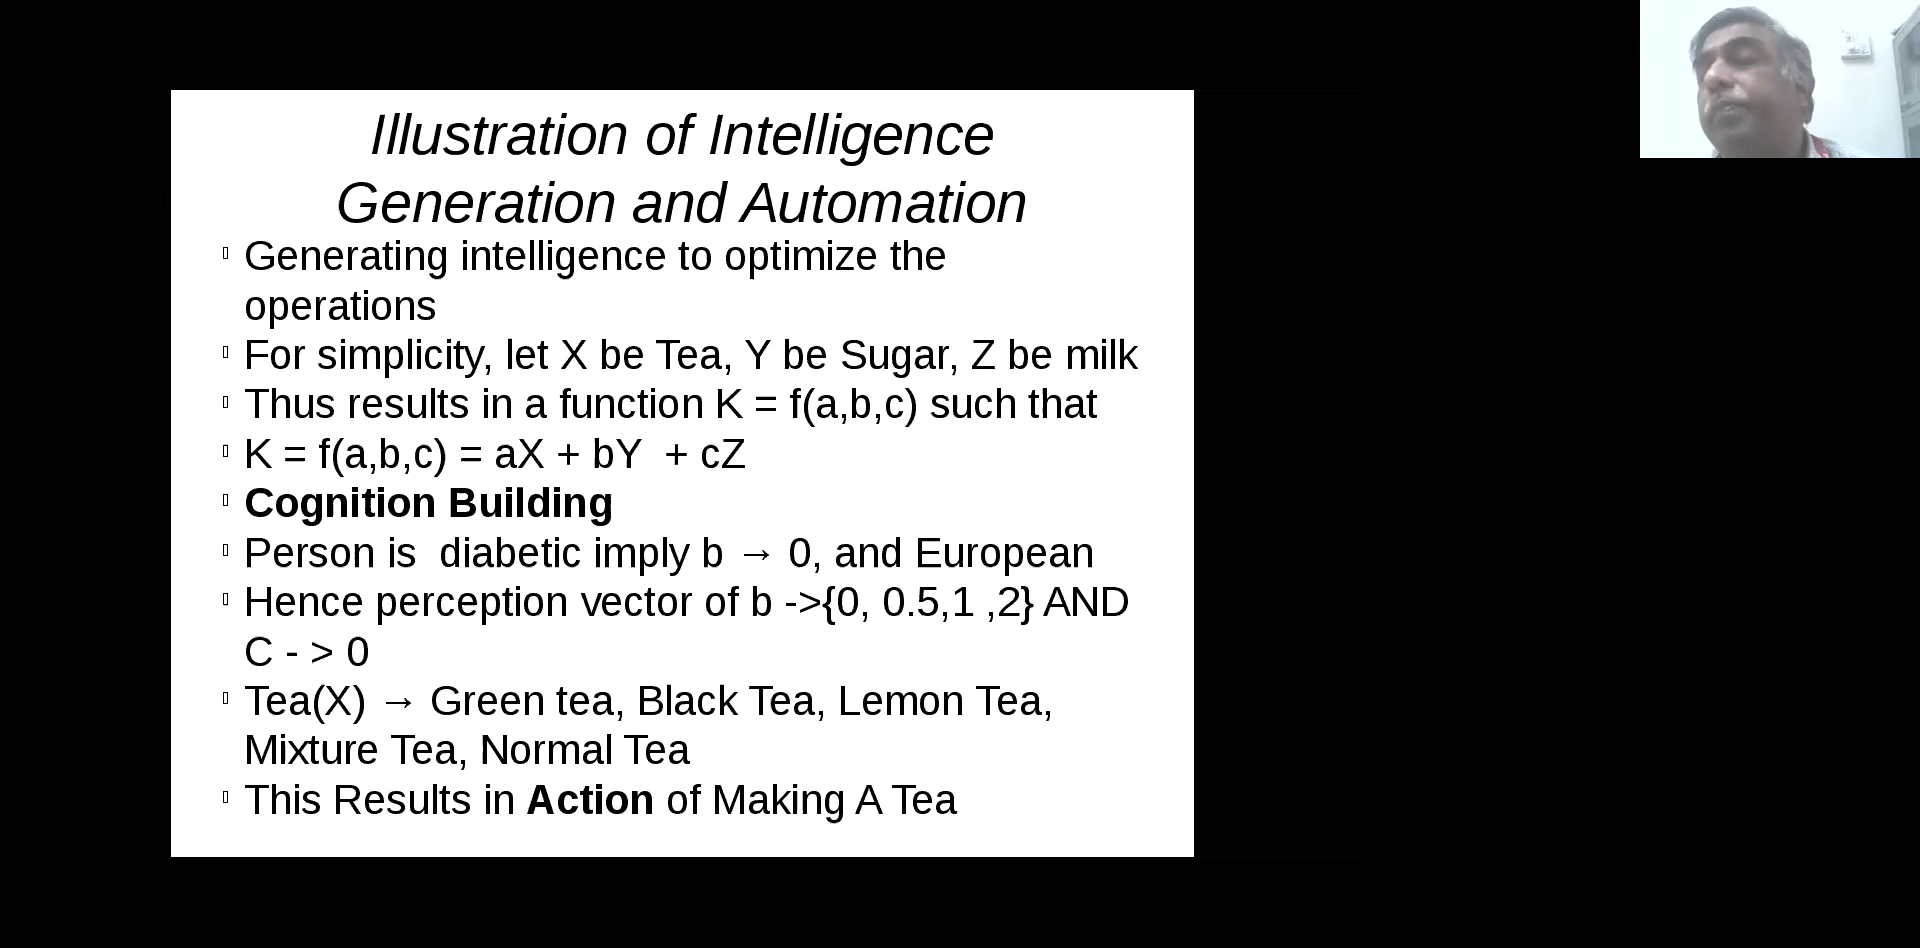 Illustration of Intelligence
Generation and Automation
Generating intelligence to optimize the
operations
For simplicity, let X be Tea, Y be Sugar, Z be milk
Thus results in a function K = f(a,b,c) such that
K = f(a,b,c) = aX + bY  + cZ
Cognition Building
Person is  diabetic imply b → 0, and European
Hence perception vector of b ->{0, 0.5,1 ,2} AND
C - > 0
Tea(X) → Green tea, Black Tea, Lemon Tea,
Mixture Tea, Normal Tea
This Results in Action of Making A Tea